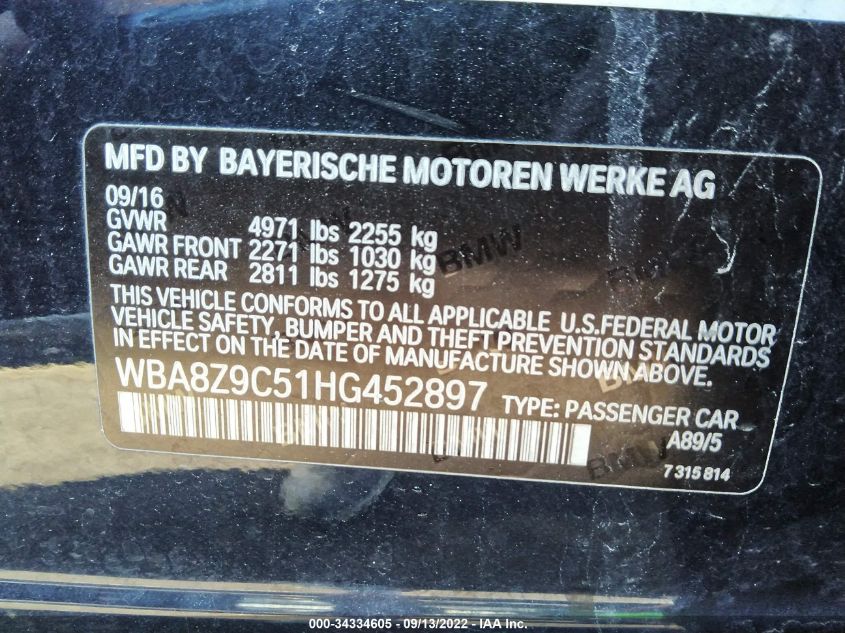 MFD BY BAYERISCHE MOTOREN WERKE AG
09/16
GVWR 4971 lbs 2255 kg
GAWR FRONT 2271 lbs 1030 kg
GAWR REAR 2811 lbs 1275 kg
THIS VEHICLE CONFORMS TO ALL APPLICABLE U.S.FEDERAL MOTOR
VEHICLE SAFETY, BUMPER AND THEFT PREVENTION STANDARDS
IN EFFECT ON THE DATE OF MANUFACTURE SHOWN ABOVE.
WBA8Z9C51HG452897 TYPE: PASSENGER CAR
A89/5
7315814
BMW
BMW
000-34334605 - 09/13/2022 - IAA Inc.